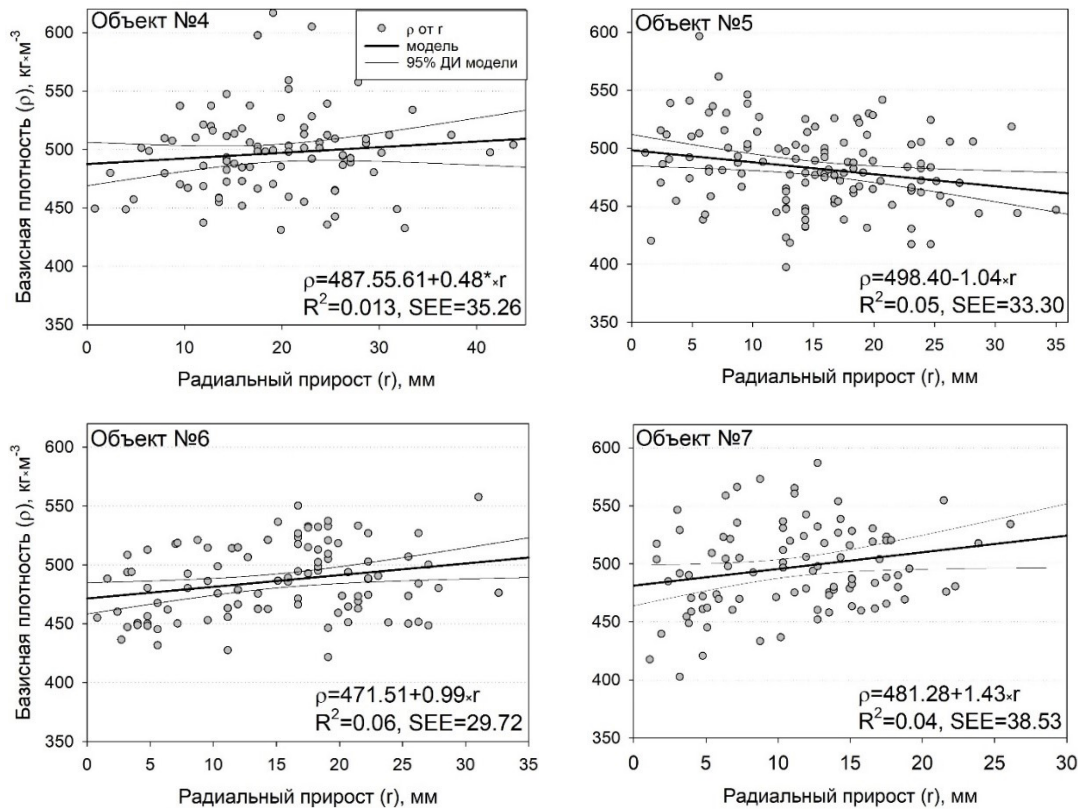 Объект №4
ρ от r
модель
95% ДИ модели
600
550
500
450
400
350
Базисная плотность (ρ), кг×м-3
ρ=487.55.61+0.48*×r
R2=0.013, SEE=35.26
0 10 20 30 40
Радиальный прирост (r), мм
Объект №5
600
550
500
450
400
350
ρ=498.40-1.04×r
R2=0.05, SEE=33.30
0 5 10 15 20 25 30 35
Радиальный прирост (r), мм
Объект №6
600
550
500
450
400
350
Базисная плотность (ρ), кг×м-3
ρ=471.51+0.99×r
R2=0.06, SEE=29.72
0 5 10 15 20 25 30 35
Радиальный прирост (r), мм
Объект №7
600
550
500
450
400
350
ρ=481.28+1.43×r
R2=0.04, SEE=38.53
0 5 10 15 20 25 30
Радиальный прирост (r), мм